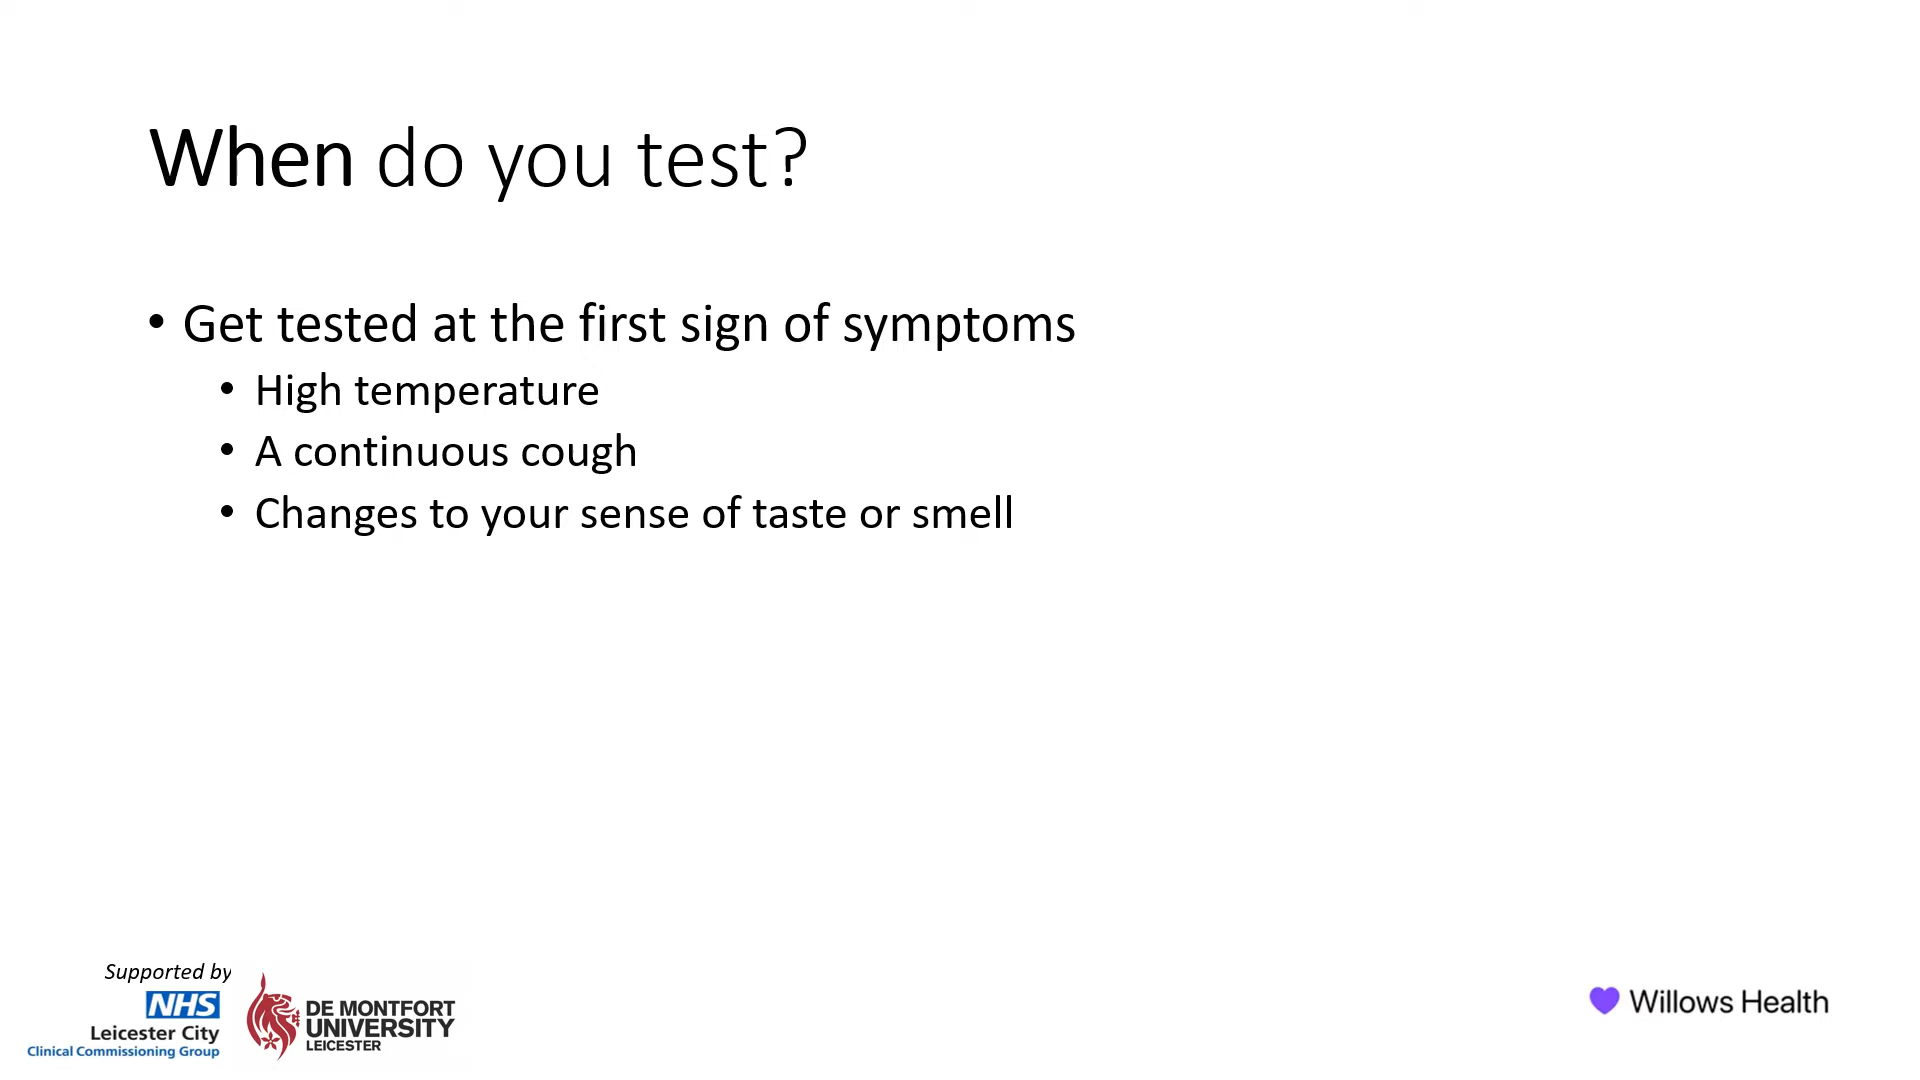 When do you test?
• Get tested at the first sign of symptoms
• High temperature
• A continuous cough
• Changes to your sense of taste or smell
Supported by
NHS
Leicester City
Clinical Commissioning Group
DE MONTFORT
UNIVERSITY
LEICESTER
Willows Health